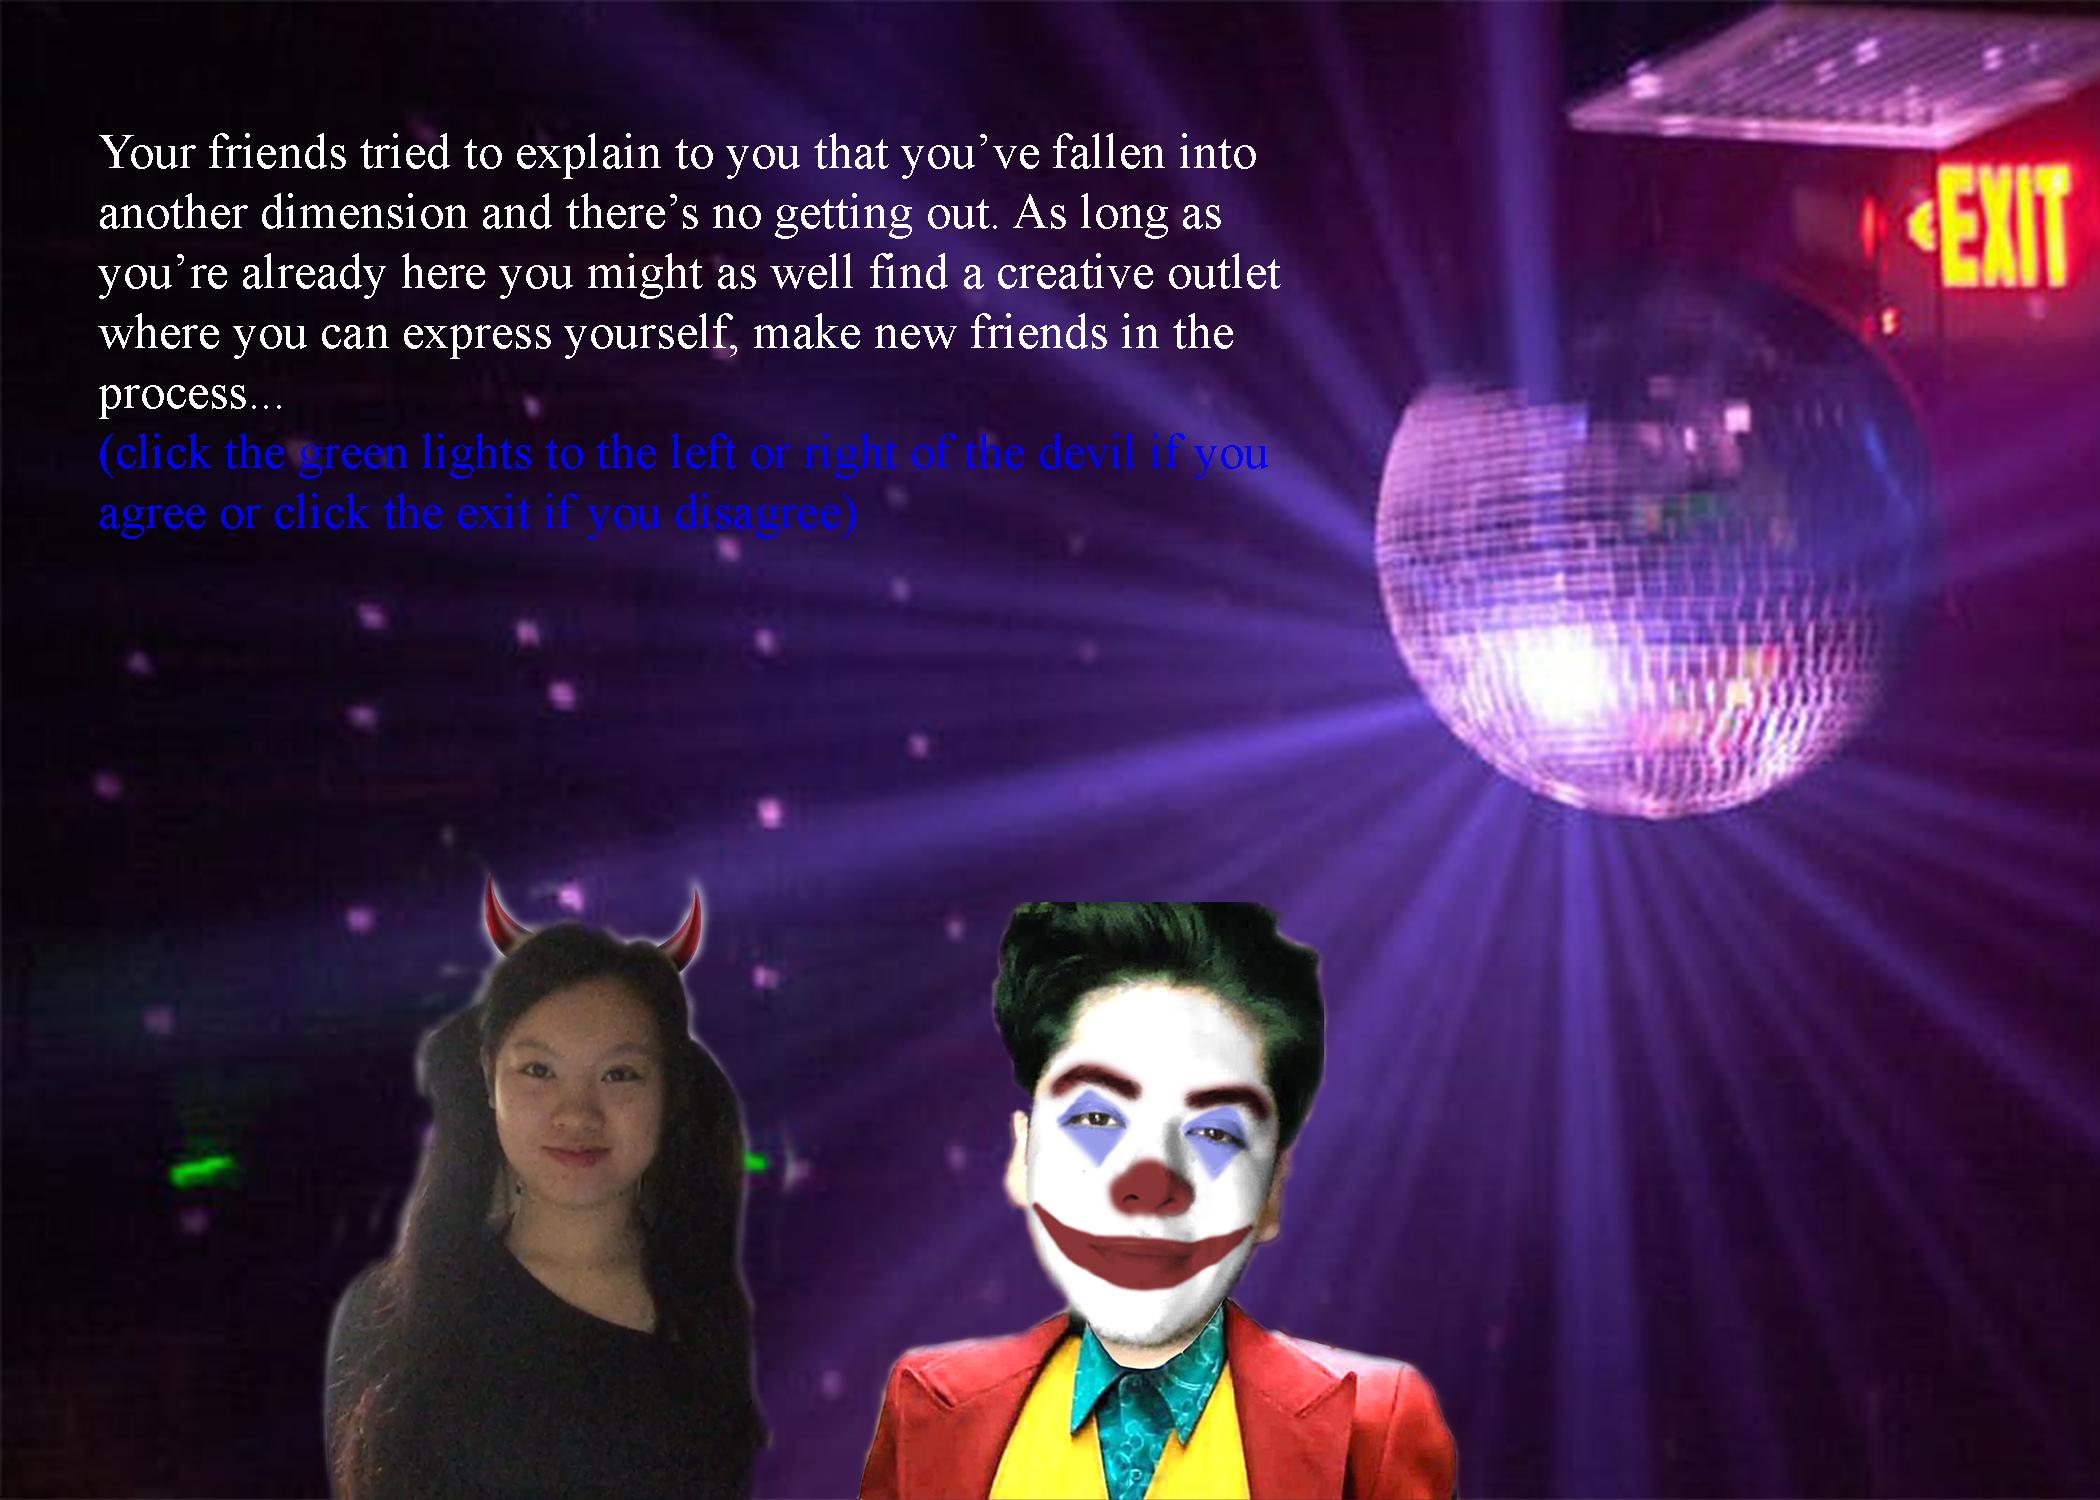 Your friends tried to explain to you that you’ve fallen into
another dimension and there’s no getting out. As long as
you’re already here you might as well find a creative outlet
where you can express yourself, make new friends in the
process...
(click the green lights to the left or right of the devil if you
agree or click the exit if you disagree)
EXIT